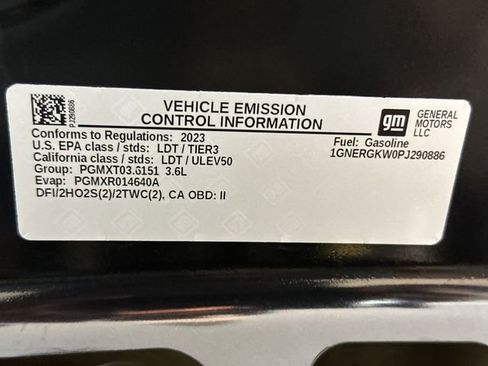 PJ290886
VEHICLE EMISSION
CONTROL INFORMATION
gm
GENERAL
MOTORS
LLC
Conforms to Regulations: 2023
Fuel: Gasoline
U.S. EPA class / stds: LDT / TIER3
1GNERGKW0PJ290886
California class / stds: LDT / ULEV50
Group: PGMXT03.6151 3.6L
Evap: PGMXR014640A
DFI/2HO2S(2)/2TWC(2), CA OBD: II